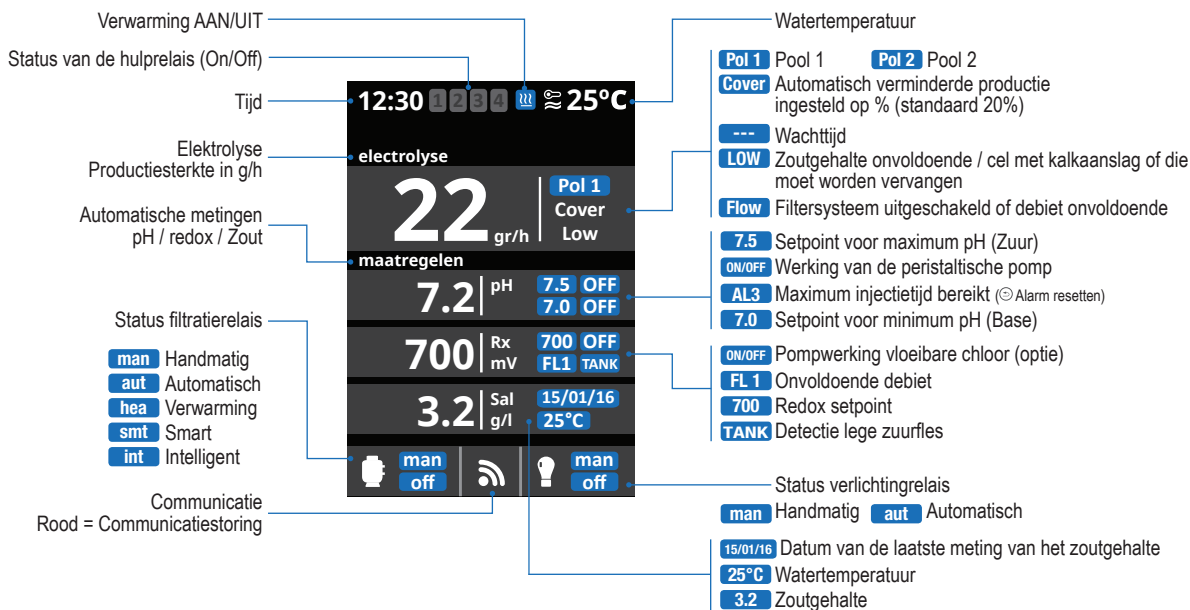 Verwarming AAN/UIT
Status van de hulprelais (On/Off)
Tijd
Elektrolyse
Productiesterkte in g/h
Automatische metingen
pH / redox / Zout
Status filtratierelais
man Handmatig
aut Automatisch
hea Verwarming
smt Smart
int Intelligent
Communicatie
Rood = Communicatiestoring
12:30 1 2 3 4 25°C
electrolyse
22 gr/h
Pol 1
Cover
Low
maatregelen
7.2 pH 7.5 OFF
7.0 OFF
700 Rx 700 OFF
mV FL1 TANK
3.2 Sal 15/01/16
g/l 25°C
man man
off off
Watertemperatuur
Pol 1 Pool 1 Pol 2 Pool 2
Cover Automatisch verminderde productie
ingesteld op % (standaard 20%)
--- Wachttijd
LOW Zoutgehalte onvoldoende / cel met kalkaanslag of die
moet worden vervangen
Flow Filtersysteem uitgeschakeld of debiet onvoldoende
7.5 Setpoint voor maximum pH (Zuur)
ON/OFF Werking van de peristaltische pomp
AL3 Maximum injectietijd bereikt (Alarm resetten)
7.0 Setpoint voor minimum pH (Base)
ON/OFF Pompwerking vloeibare chloor (optie)
FL 1 Onvoldoende debiet
700 Redox setpoint
TANK Detectie lege zuurfles
Status verlichtingrelais
man Handmatig aut Automatisch
15/01/16 Datum van de laatste meting van het zoutgehalte
25°C Watertemperatuur
3.2 Zoutgehalte